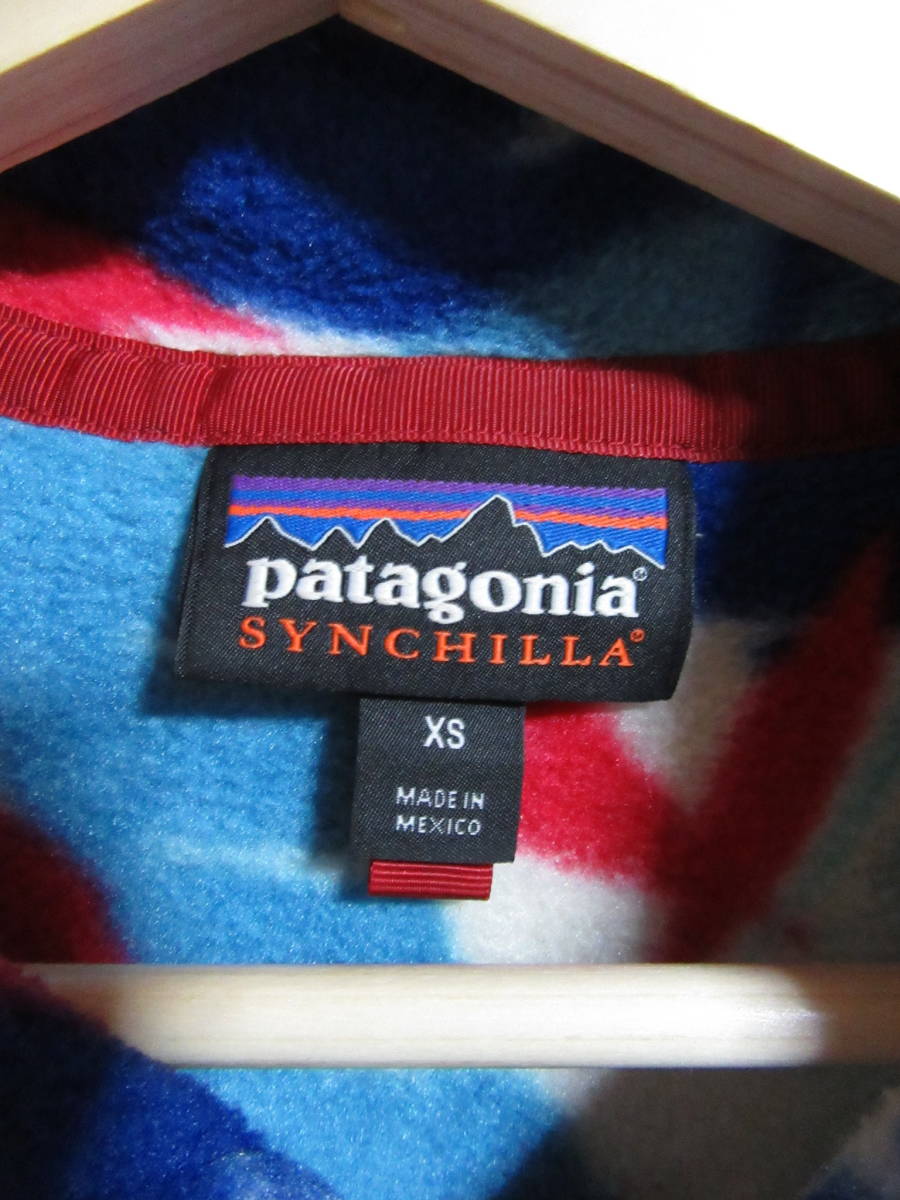 patagonia®
SYNCHILLA®
XS
MADE IN
MEXICO